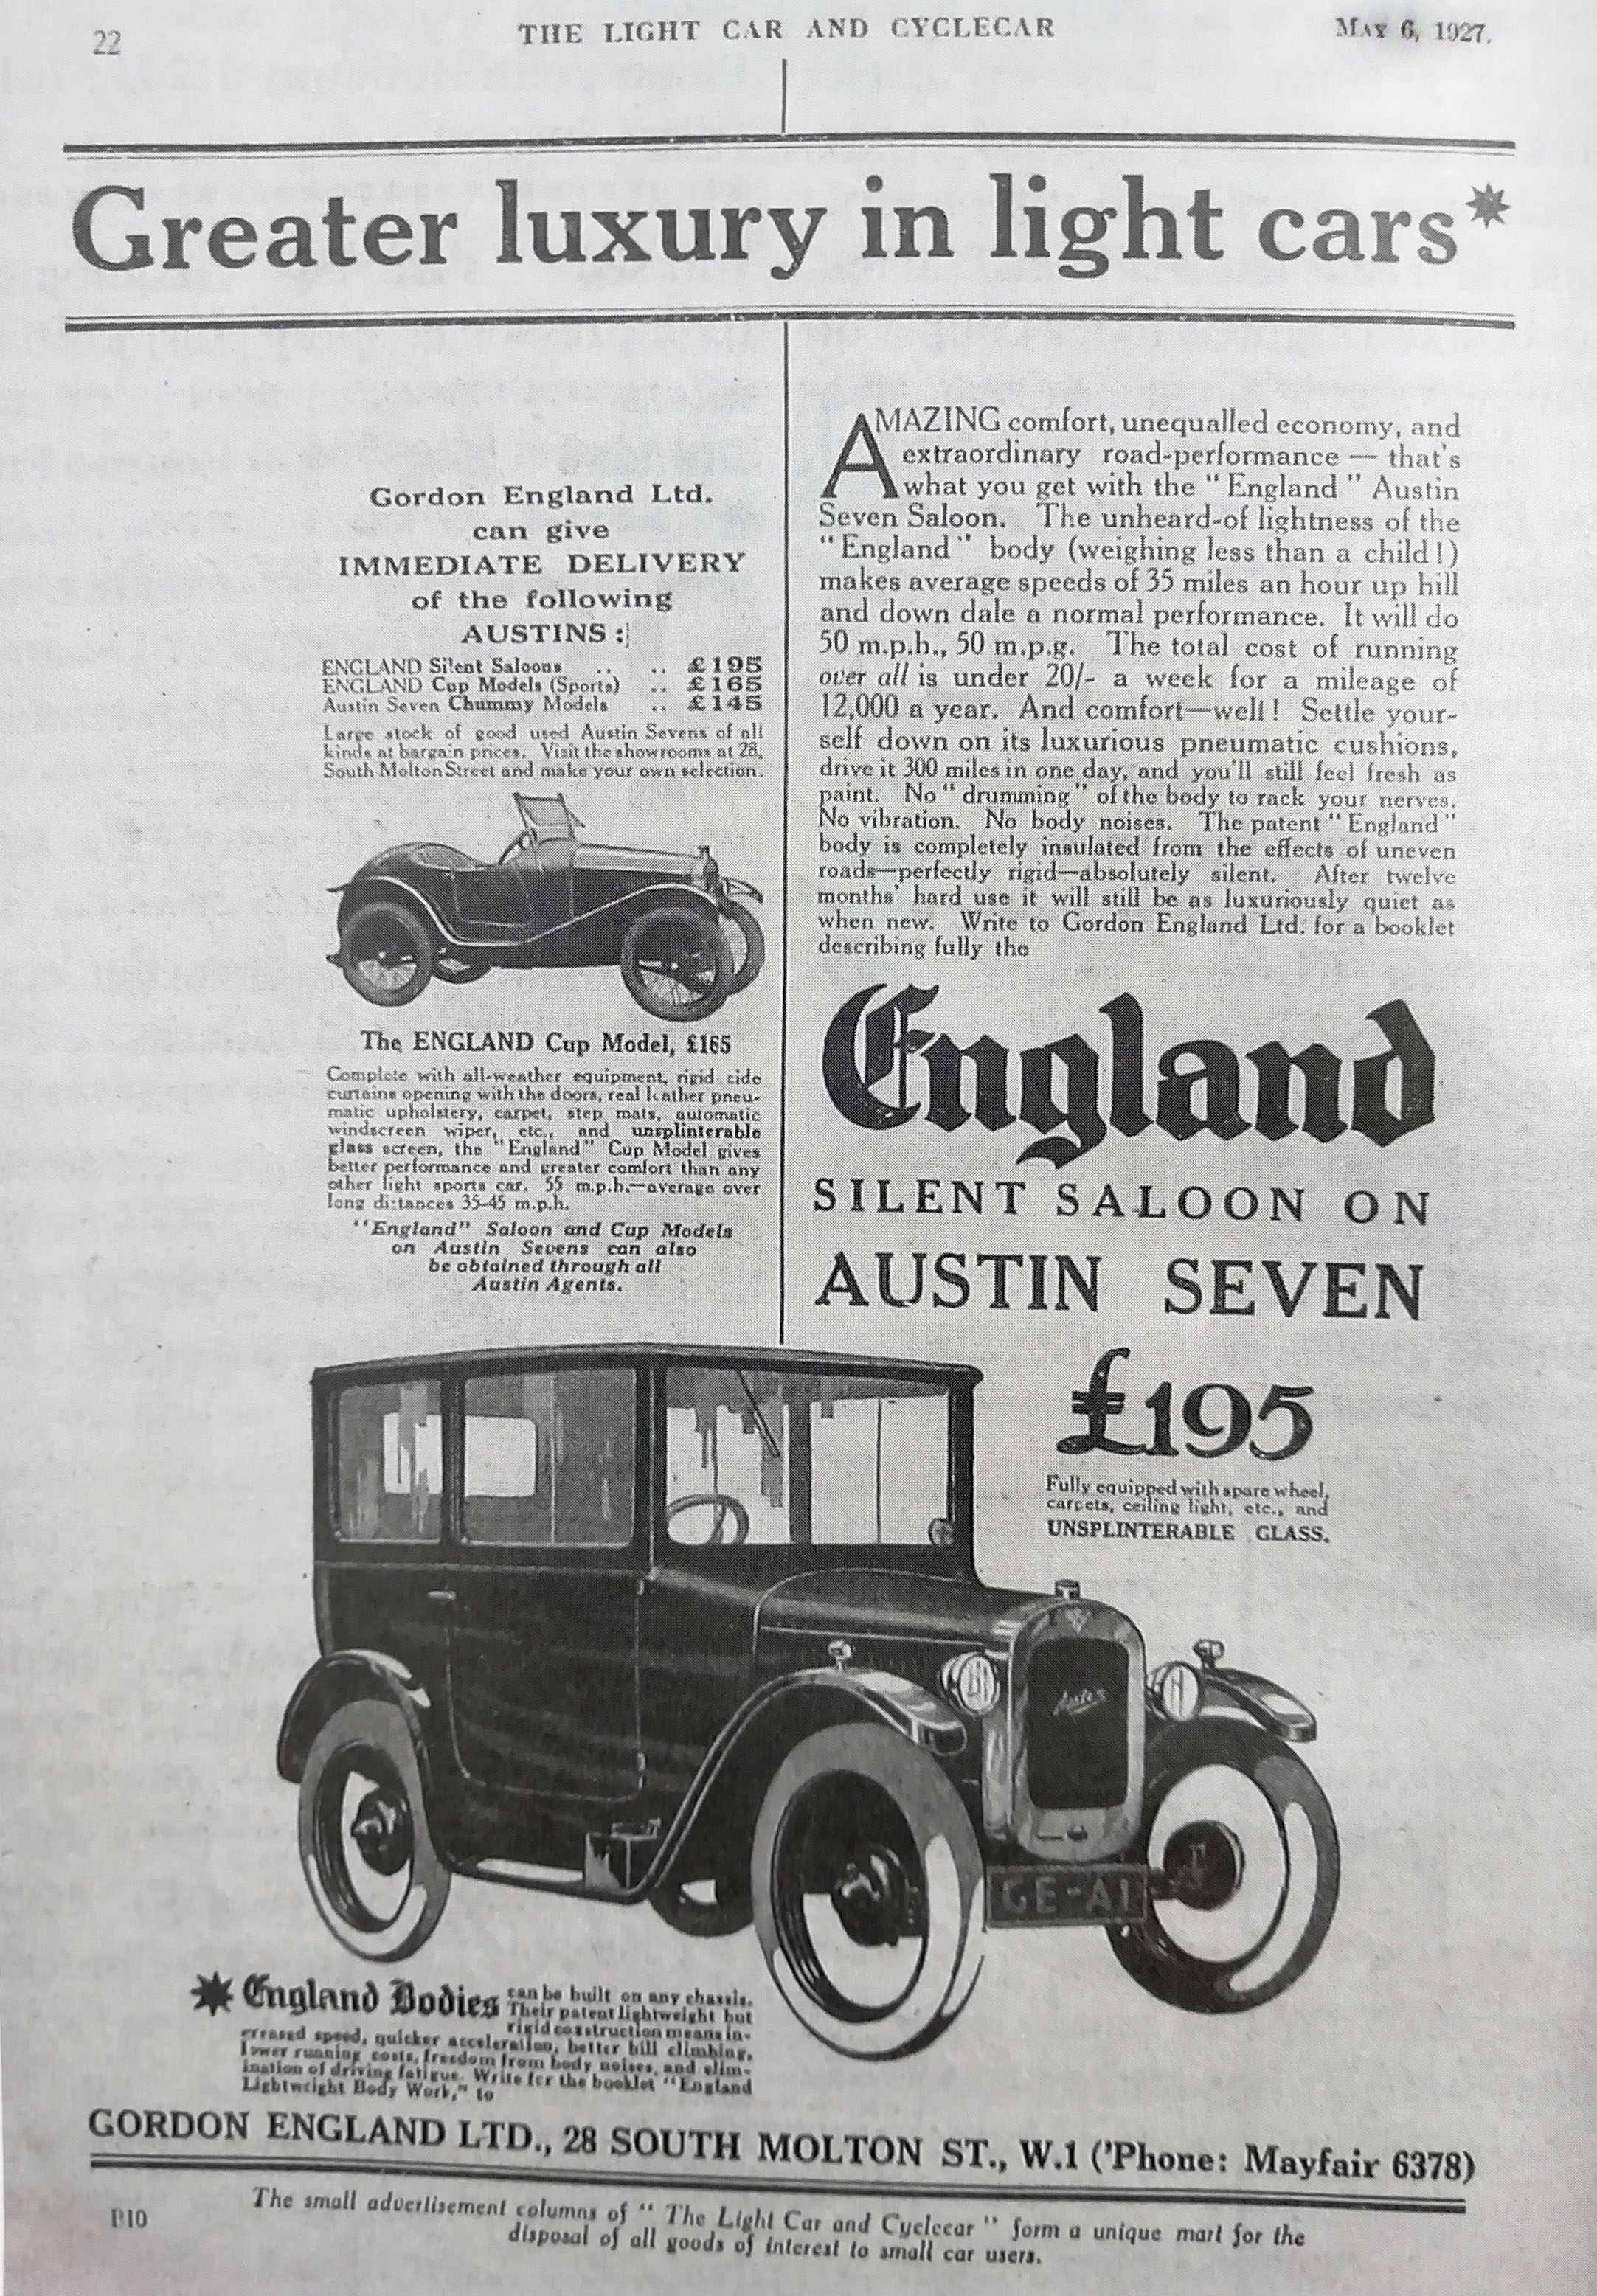 22
THE LIGHT CAR AND CYCLECAR
MAY 6, 1927.
Greater luxury in light cars*
Gordon England Ltd.
can give
IMMEDIATE DELIVERY
of the following
AUSTINS :
ENGLAND Silent Saloons .. .. £195
ENGLAND Cup Models (Sports) .. £165
Austin Seven Chummy Models .. £145
Large stock of good used Austin Sevens of all
kinds at bargain prices. Visit the showrooms at 28,
South Molton Street and make your own selection.
The ENGLAND Cup Model, £165
Complete with all-weather equipment, rigid side
curtains opening with the doors, real leather pneu-
matic upholstery, carpet, step mats, automatic
windscreen wiper, etc., and unsplinterable
glass screen, the "England" Cup Model gives
better performance and greater comfort than any
other light sports car. 55 m.p.h.—average over
long distances 35-45 m.p.h.
"England" Saloon and Cup Models
on Austin Sevens can also
be obtained through all
Austin Agents.
AMAZING comfort, unequalled economy, and
extraordinary road-performance — that's
what you get with the "England" Austin
Seven Saloon. The unheard-of lightness of the
"England" body (weighing less than a child!)
makes average speeds of 35 miles an hour up hill
and down dale a normal performance. It will do
50 m.p.h., 50 m.p.g. The total cost of running
over all is under 20/- a week for a mileage of
12,000 a year. And comfort—well! Settle your-
self down on its luxurious pneumatic cushions,
drive it 300 miles in one day, and you'll still feel fresh as
paint. No "drumming" of the body to rack your nerves.
No vibration. No body noises. The patent "England"
body is completely insulated from the effects of uneven
roads—perfectly rigid—absolutely silent. After twelve
months' hard use it will still be as luxuriously quiet as
when new. Write to Gordon England Ltd. for a booklet
describing fully the
England
SILENT SALOON ON
AUSTIN SEVEN
£195
Fully equipped with spare wheel,
carpets, ceiling light, etc., and
UNSPLINTERABLE GLASS.
Austin
GE-A1
* England Bodies can be built on any chassis.
Their patent lightweight but
rigid construction means in-
creased speed, quicker acceleration, better hill climbing,
lower running costs, freedom from body noises, and elim-
ination of driving fatigue. Write for the booklet "England
Lightweight Body Work," to
GORDON ENGLAND LTD., 28 SOUTH MOLTON ST., W.1 ('Phone: Mayfair 6378)
B10
The small advertisement columns of "The Light Car and Cyclecar" form a unique mart for the
disposal of all goods of interest to small car users.